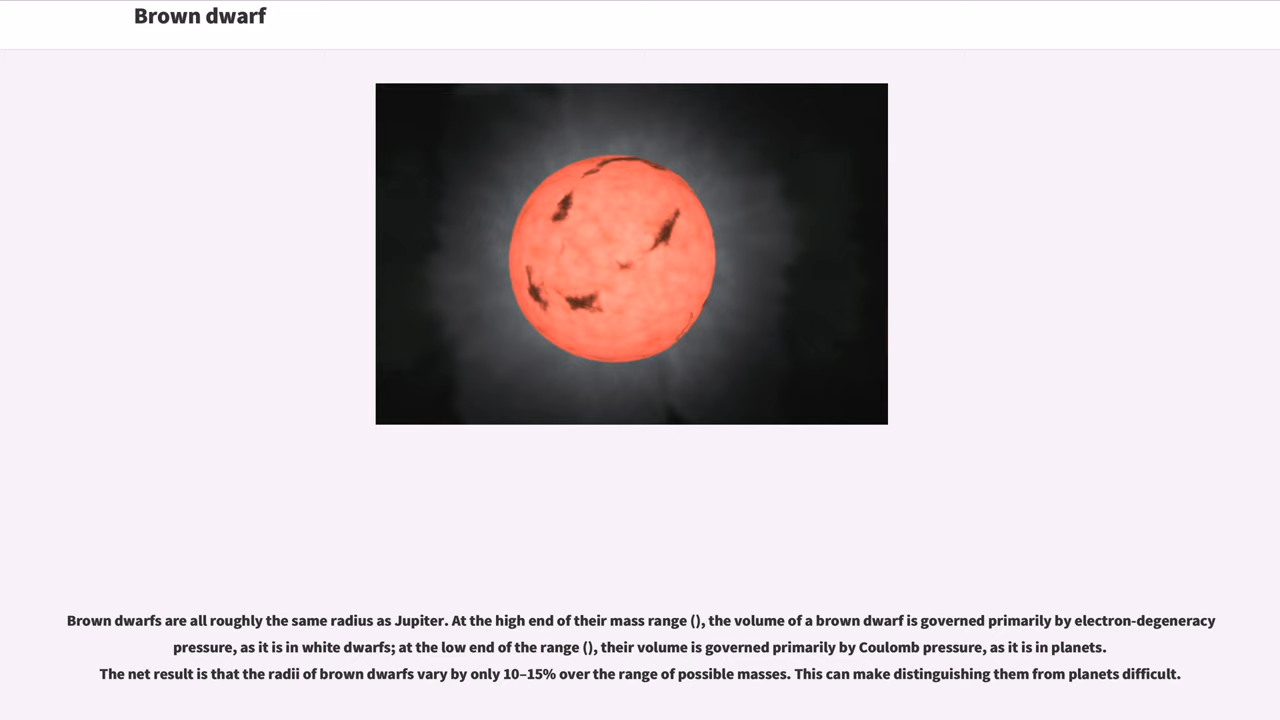 Brown dwarf
Brown dwarfs are all roughly the same radius as Jupiter. At the high end of their mass range (), the volume of a brown dwarf is governed primarily by electron-degeneracy
pressure, as it is in white dwarfs; at the low end of the range (), their volume is governed primarily by Coulomb pressure, as it is in planets.
The net result is that the radii of brown dwarfs vary by only 10–15% over the range of possible masses. This can make distinguishing them from planets difficult.